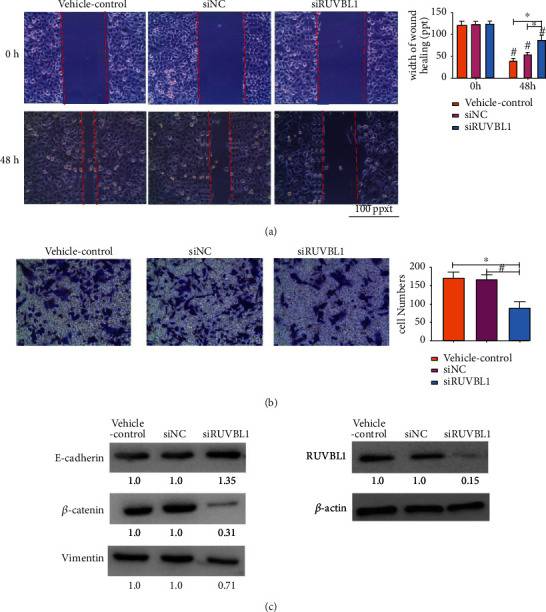 Vehicle-control siNC siRUVBL1
0 h
48 h
100 ppxt
width of wound
healing (ppt)
150
100
50
0
* *
# # #
0h 48h
Vehicle-control
siNC
siRUVBL1
(a)
Vehicle-control siNC siRUVBL1
cell Numbers
200
150
100
50
0
*
#
Vehicle-control
siNC
siRUVBL1
(b)
Vehicle
-control siNC siRUVBL1
E-cadherin
1.0 1.0 1.35
β-catenin
1.0 1.0 0.31
Vimentin
1.0 1.0 0.71
Vehicle
-control siNC siRUVBL1
RUVBL1
1.0 1.0 0.15
β-actin
(c)